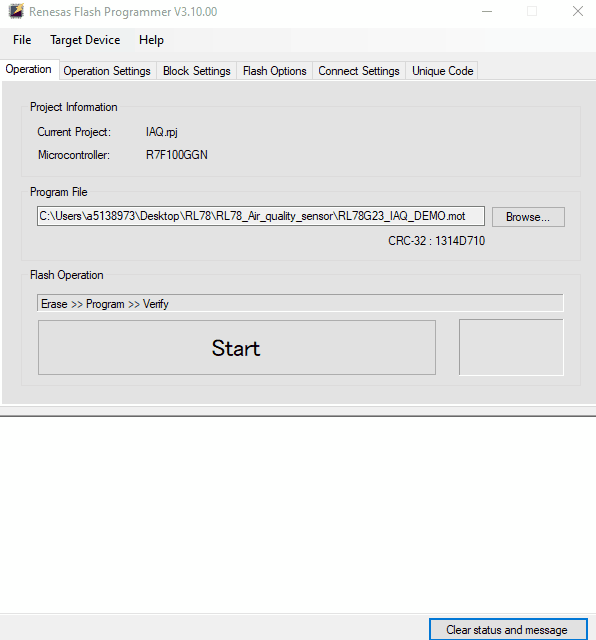 Renesas Flash Programmer V3.10.00
File Target Device Help
Operation Operation Settings Block Settings Flash Options Connect Settings Unique Code
Project Information
Current Project: IAQ.rpj
Microcontroller: R7F100GGN
Program File
C:\Users\a5138973\Desktop\RL78\RL78_Air_quality_sensor\RL78G23_IAQ_DEMO.mot Browse...
CRC-32 : 1314D710
Flash Operation
Erase >> Program >> Verify
Start
Clear status and message